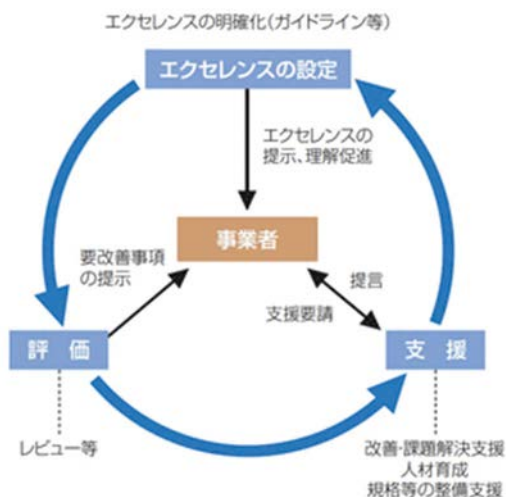 エクセレンスの明確化(ガイドライン等)
エクセレンスの設定
エクセレンスの
提示、理解促進
事業者
要改善事項
の提示
提言
支援要請
評 価
支 援
レビュー等
改善・課題解決支援
人材育成
規格等の整備支援